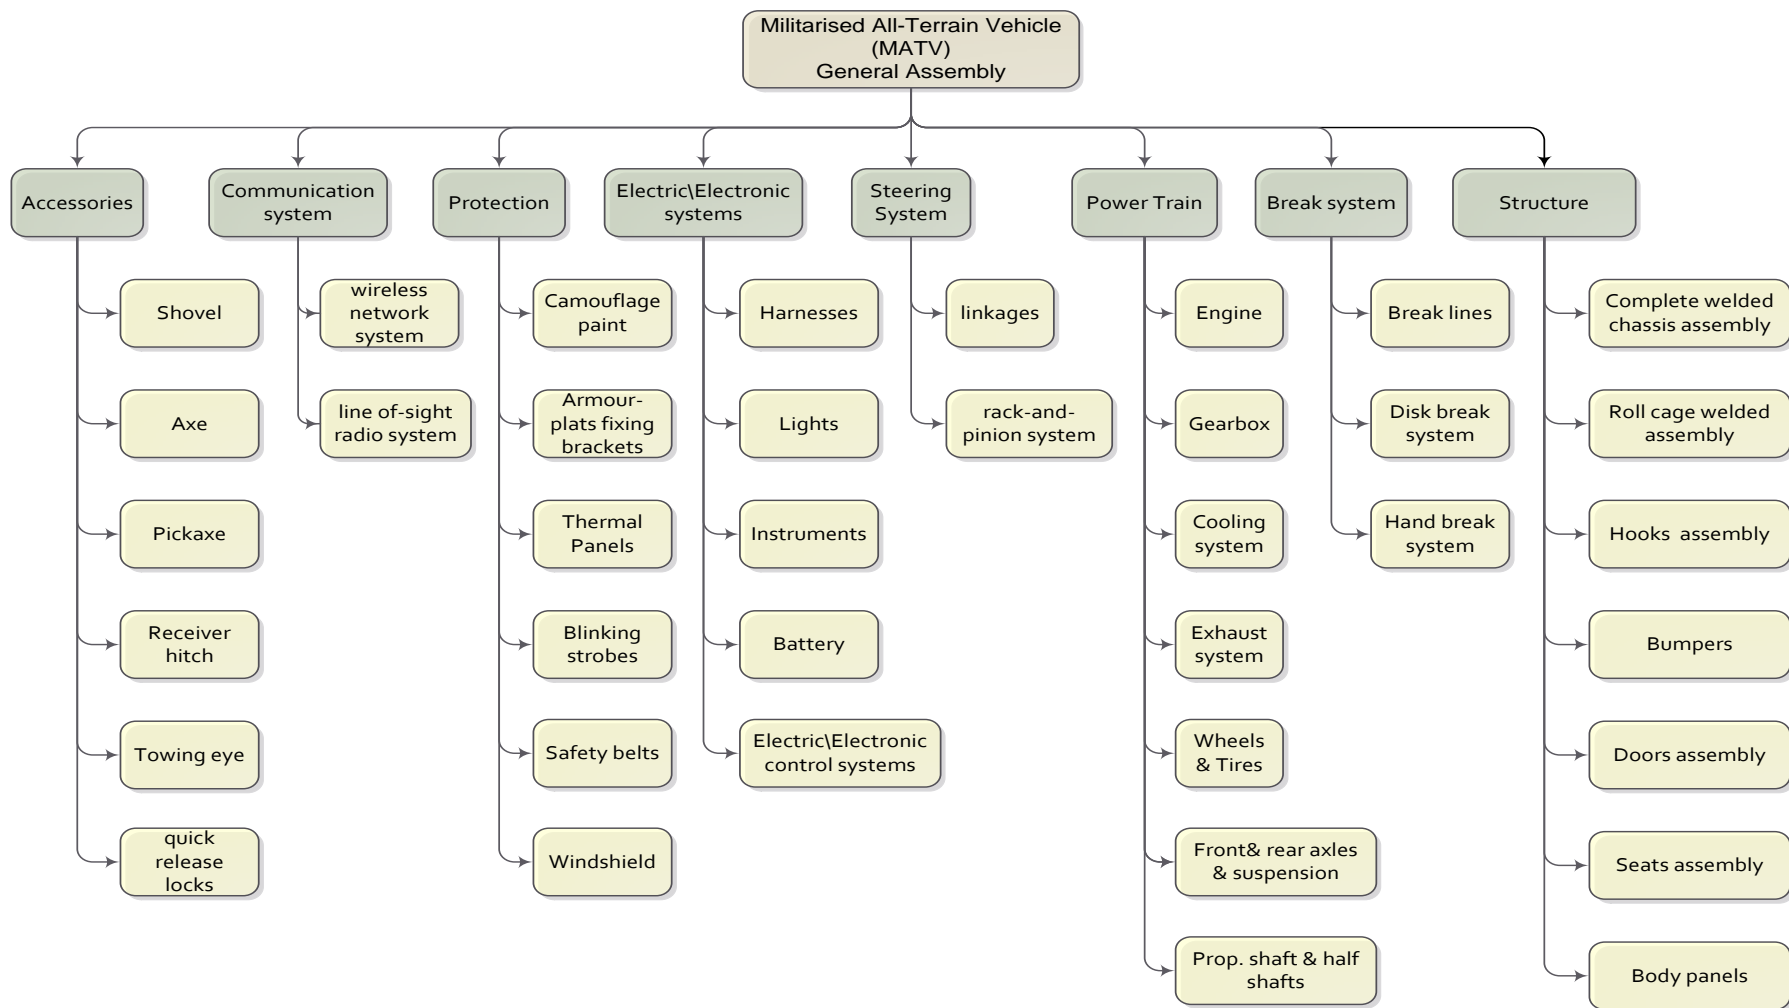 Militarised All-Terrain Vehicle
(MATV)
General Assembly
Accessories
Communication
system
Protection
Electric\Electronic
systems
Steering
System
Power Train
Break system
Structure
Shovel
Axe
Pickaxe
Receiver
hitch
Towing eye
quick
release
locks
wireless
network
system
line of-sight
radio system
Camouflage
paint
Armour-
plats fixing
brackets
Thermal
Panels
Blinking
strobes
Safety belts
Windshield
Harnesses
Lights
Instruments
Battery
Electric\Electronic
control systems
linkages
rack-and-
pinion system
Engine
Gearbox
Cooling
system
Exhaust
system
Wheels
& Tires
Front& rear axles
& suspension
Prop. shaft & half
shafts
Break lines
Disk break
system
Hand break
system
Complete welded
chassis assembly
Roll cage welded
assembly
Hooks  assembly
Bumpers
Doors assembly
Seats assembly
Body panels